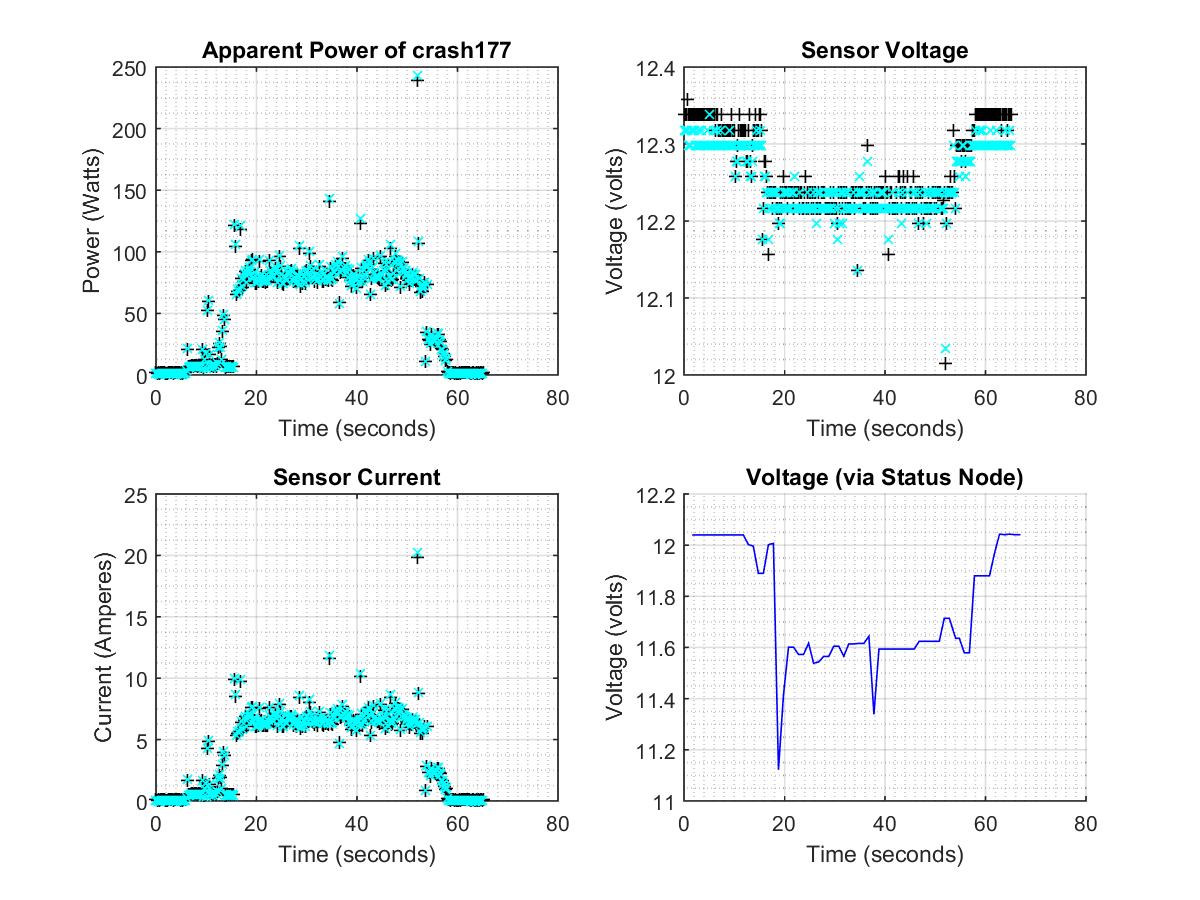 Apparent Power of crash177
250
200
150
100
50
0
Power (Watts)
0 20 40 60 80
Time (seconds)
Sensor Voltage
12.4
12.3
12.2
12.1
12
Voltage (volts)
0 20 40 60 80
Time (seconds)
Sensor Current
25
20
15
10
5
0
Current (Amperes)
0 20 40 60 80
Time (seconds)
Voltage (via Status Node)
12.2
12
11.8
11.6
11.4
11.2
11
Voltage (volts)
0 20 40 60 80
Time (seconds)